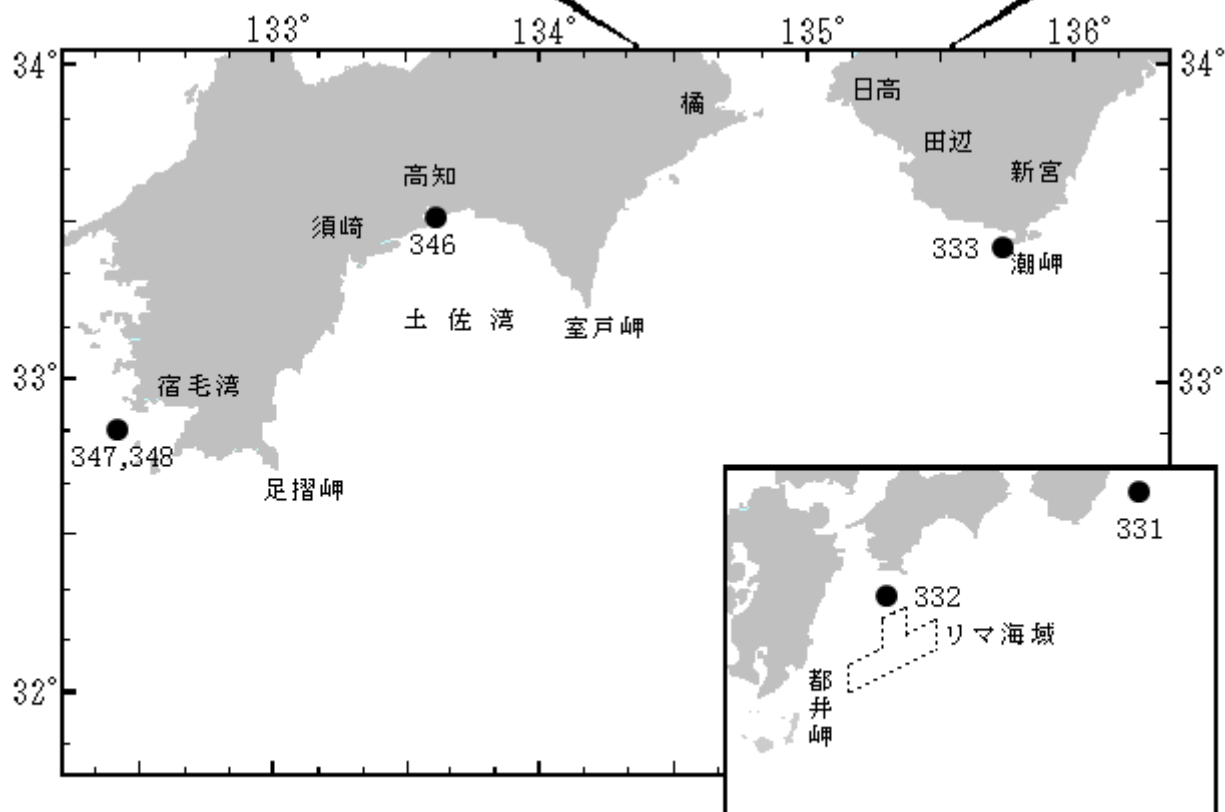 133°
134°
135°
136°
34°
34°
橘
日高
田辺
高知
新宮
須崎
346
333
潮岬
土佐湾
室戸岬
33°
33°
宿毛湾
347,348
足摺岬
331
332
リマ海域
都井岬
32°